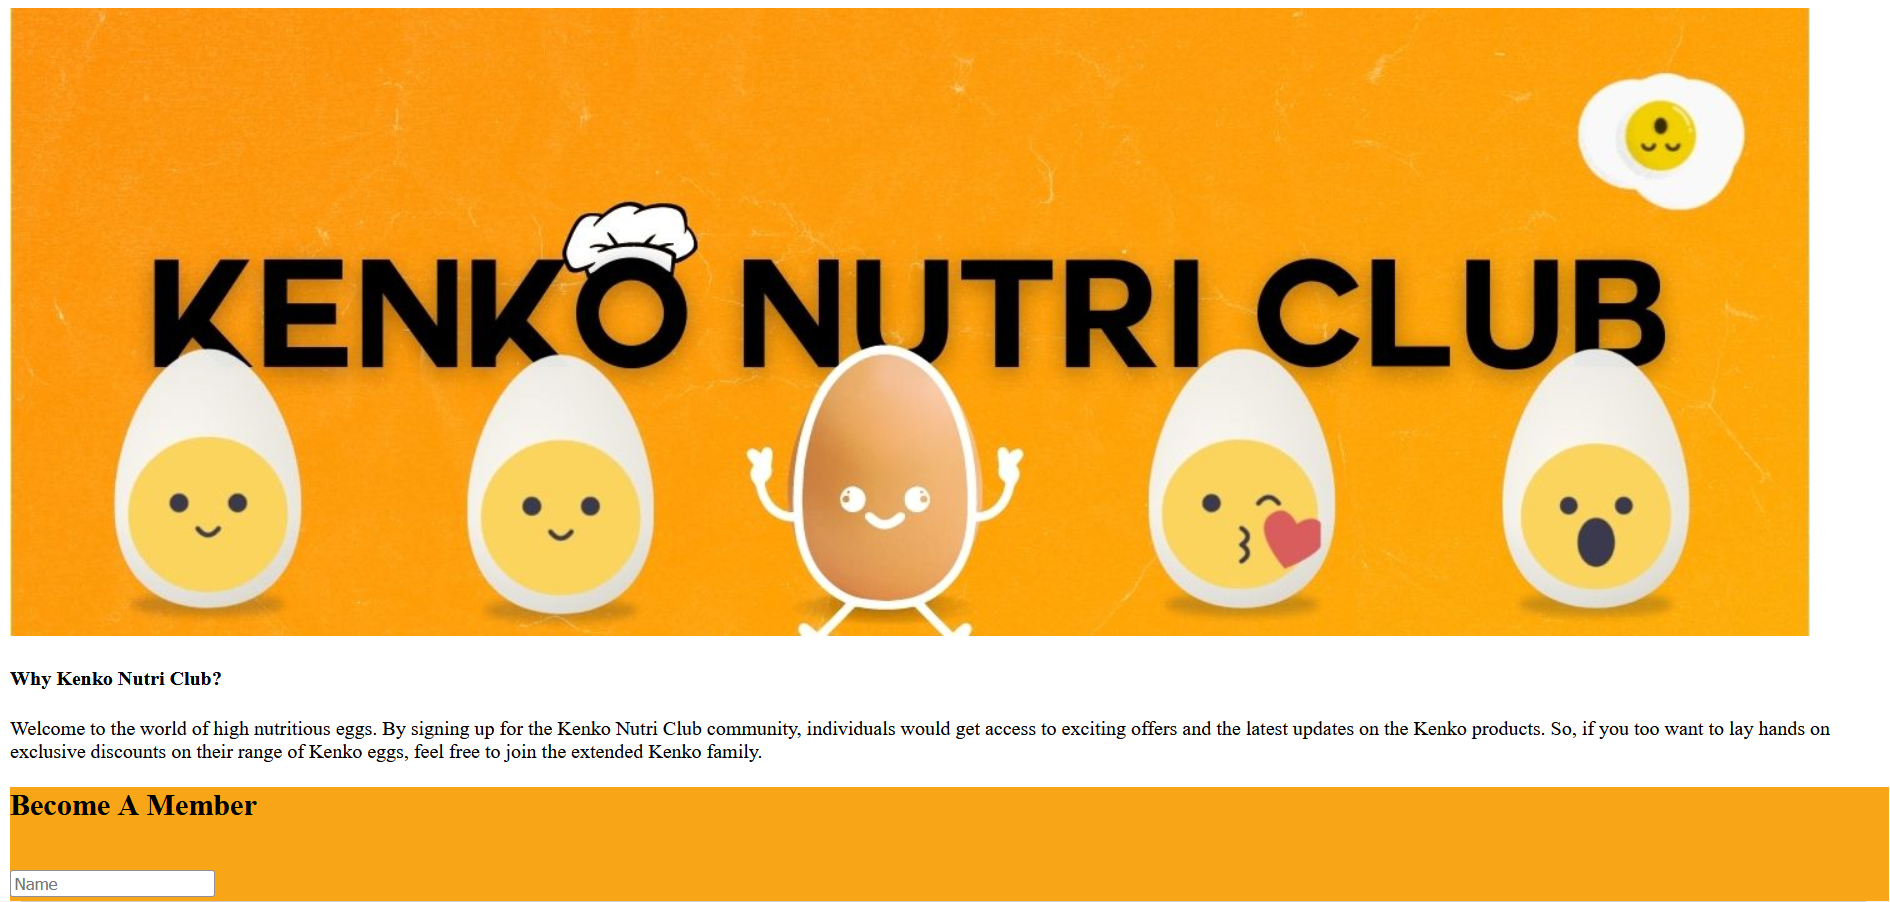 KENKO NUTRI CLUB
Why Kenko Nutri Club?
Welcome to the world of high nutritious eggs. By signing up for the Kenko Nutri Club community, individuals would get access to exciting offers and the latest updates on the Kenko products. So, if you too want to lay hands on
exclusive discounts on their range of Kenko eggs, feel free to join the extended Kenko family.
Become A Member
Name